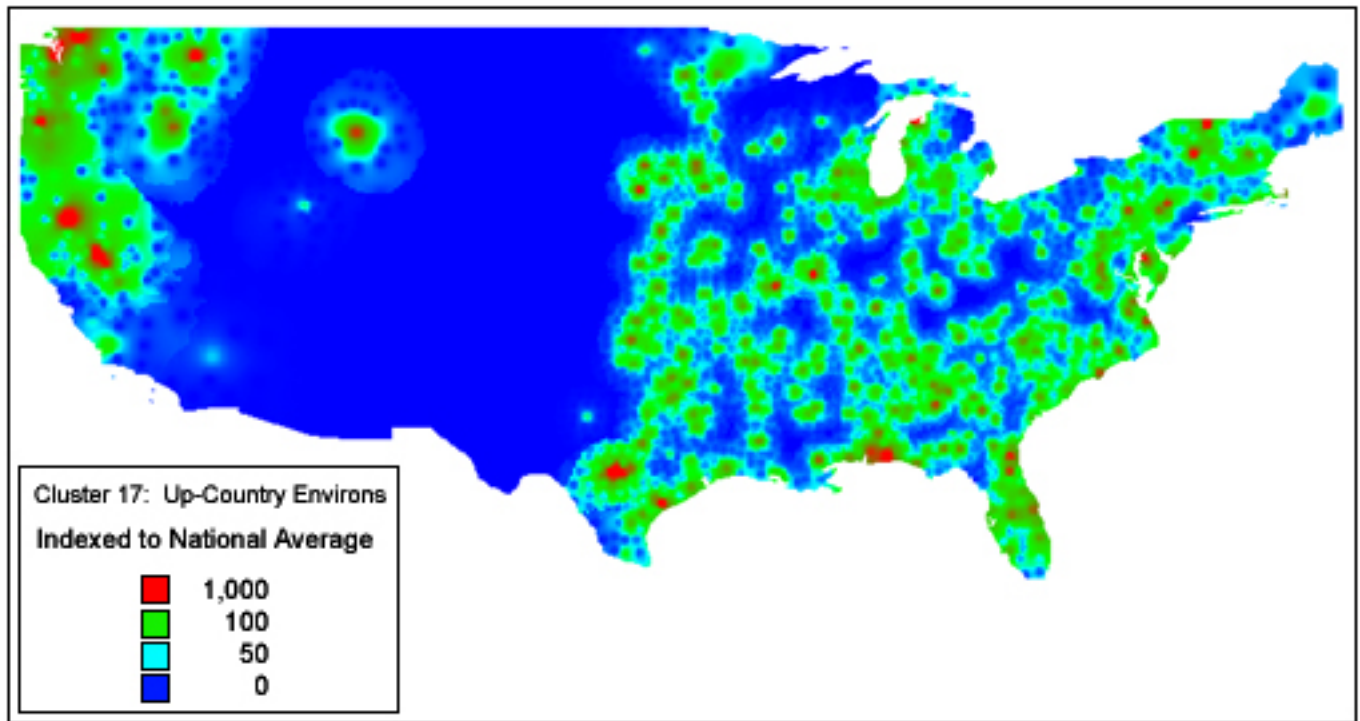 Cluster 17: Up-Country Environs
Indexed to National Average
1,000
100
50
0